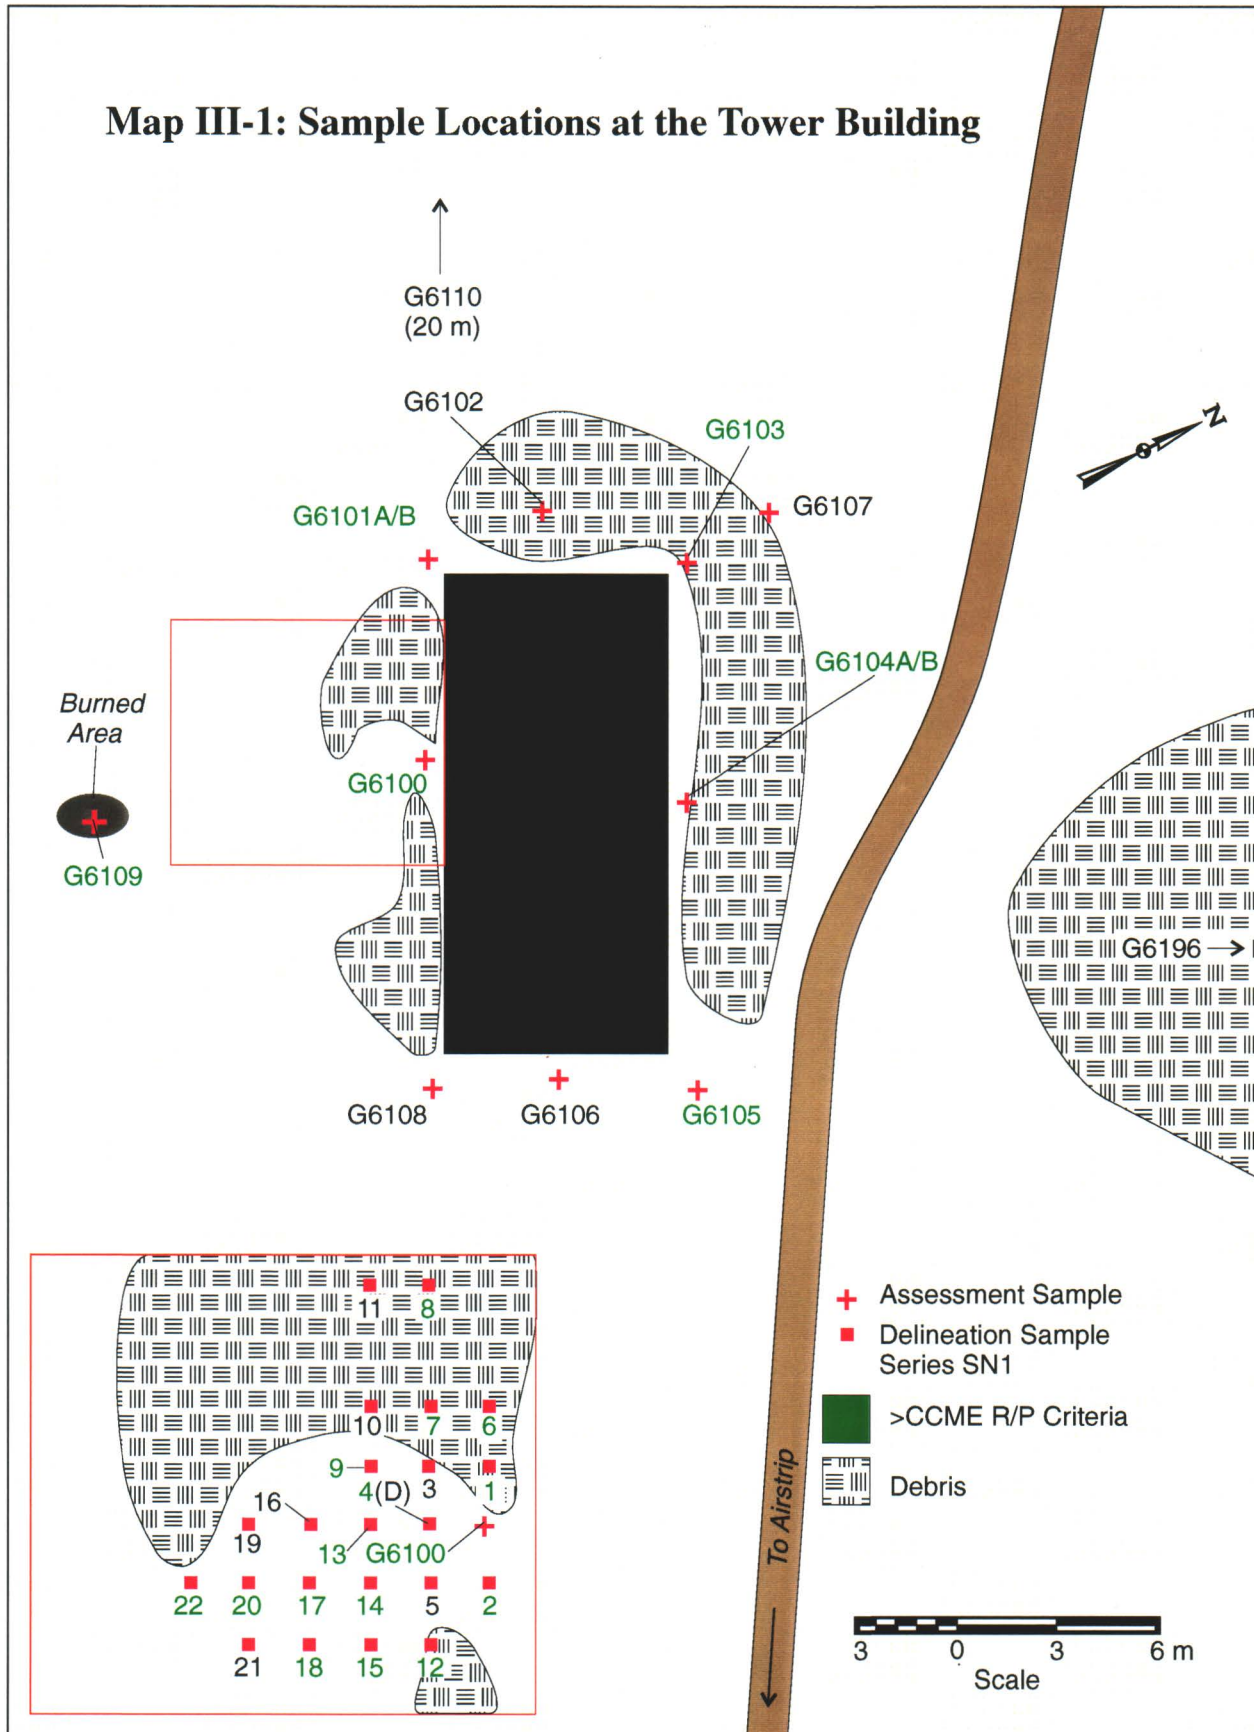 Map III-1: Sample Locations at the Tower Building
G6110
(20 m)
G6102
G6103
N
G6107
G6101A/B
G6104A/B
Burned
Area
G6100
G6109
G6196
G6108
G6106
G6105
11
8
10
7
6
9
4(D)
3
1
16
19
13
G6100
22
20
17
14
5
2
21
18
15
12
Assessment Sample
Delineation Sample
Series SN1
>CCME R/P Criteria
Debris
To Airstrip
3 0 3 6 m
Scale